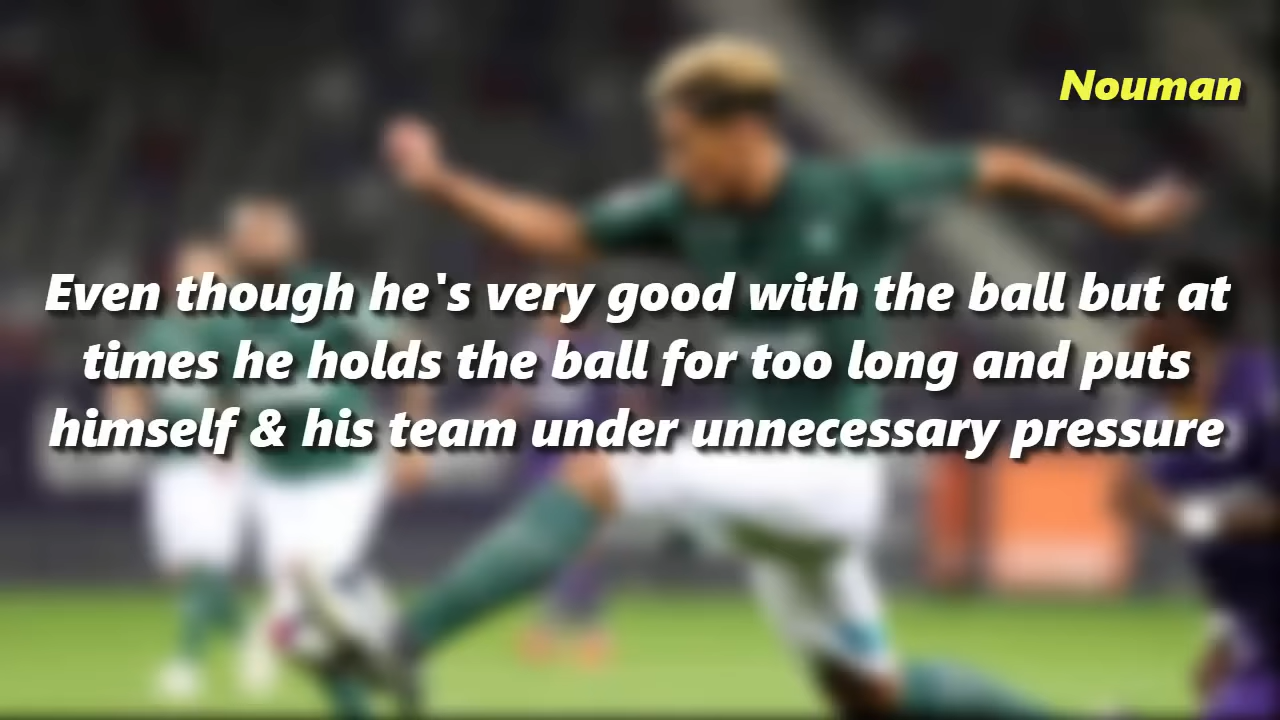 Nouman
Even though he's very good with the ball but at
times he holds the ball for too long and puts
himself & his team under unnecessary pressure